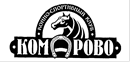 КОННО-СПОРТИВНЫЙ КЛУБ
КОМАРОВО